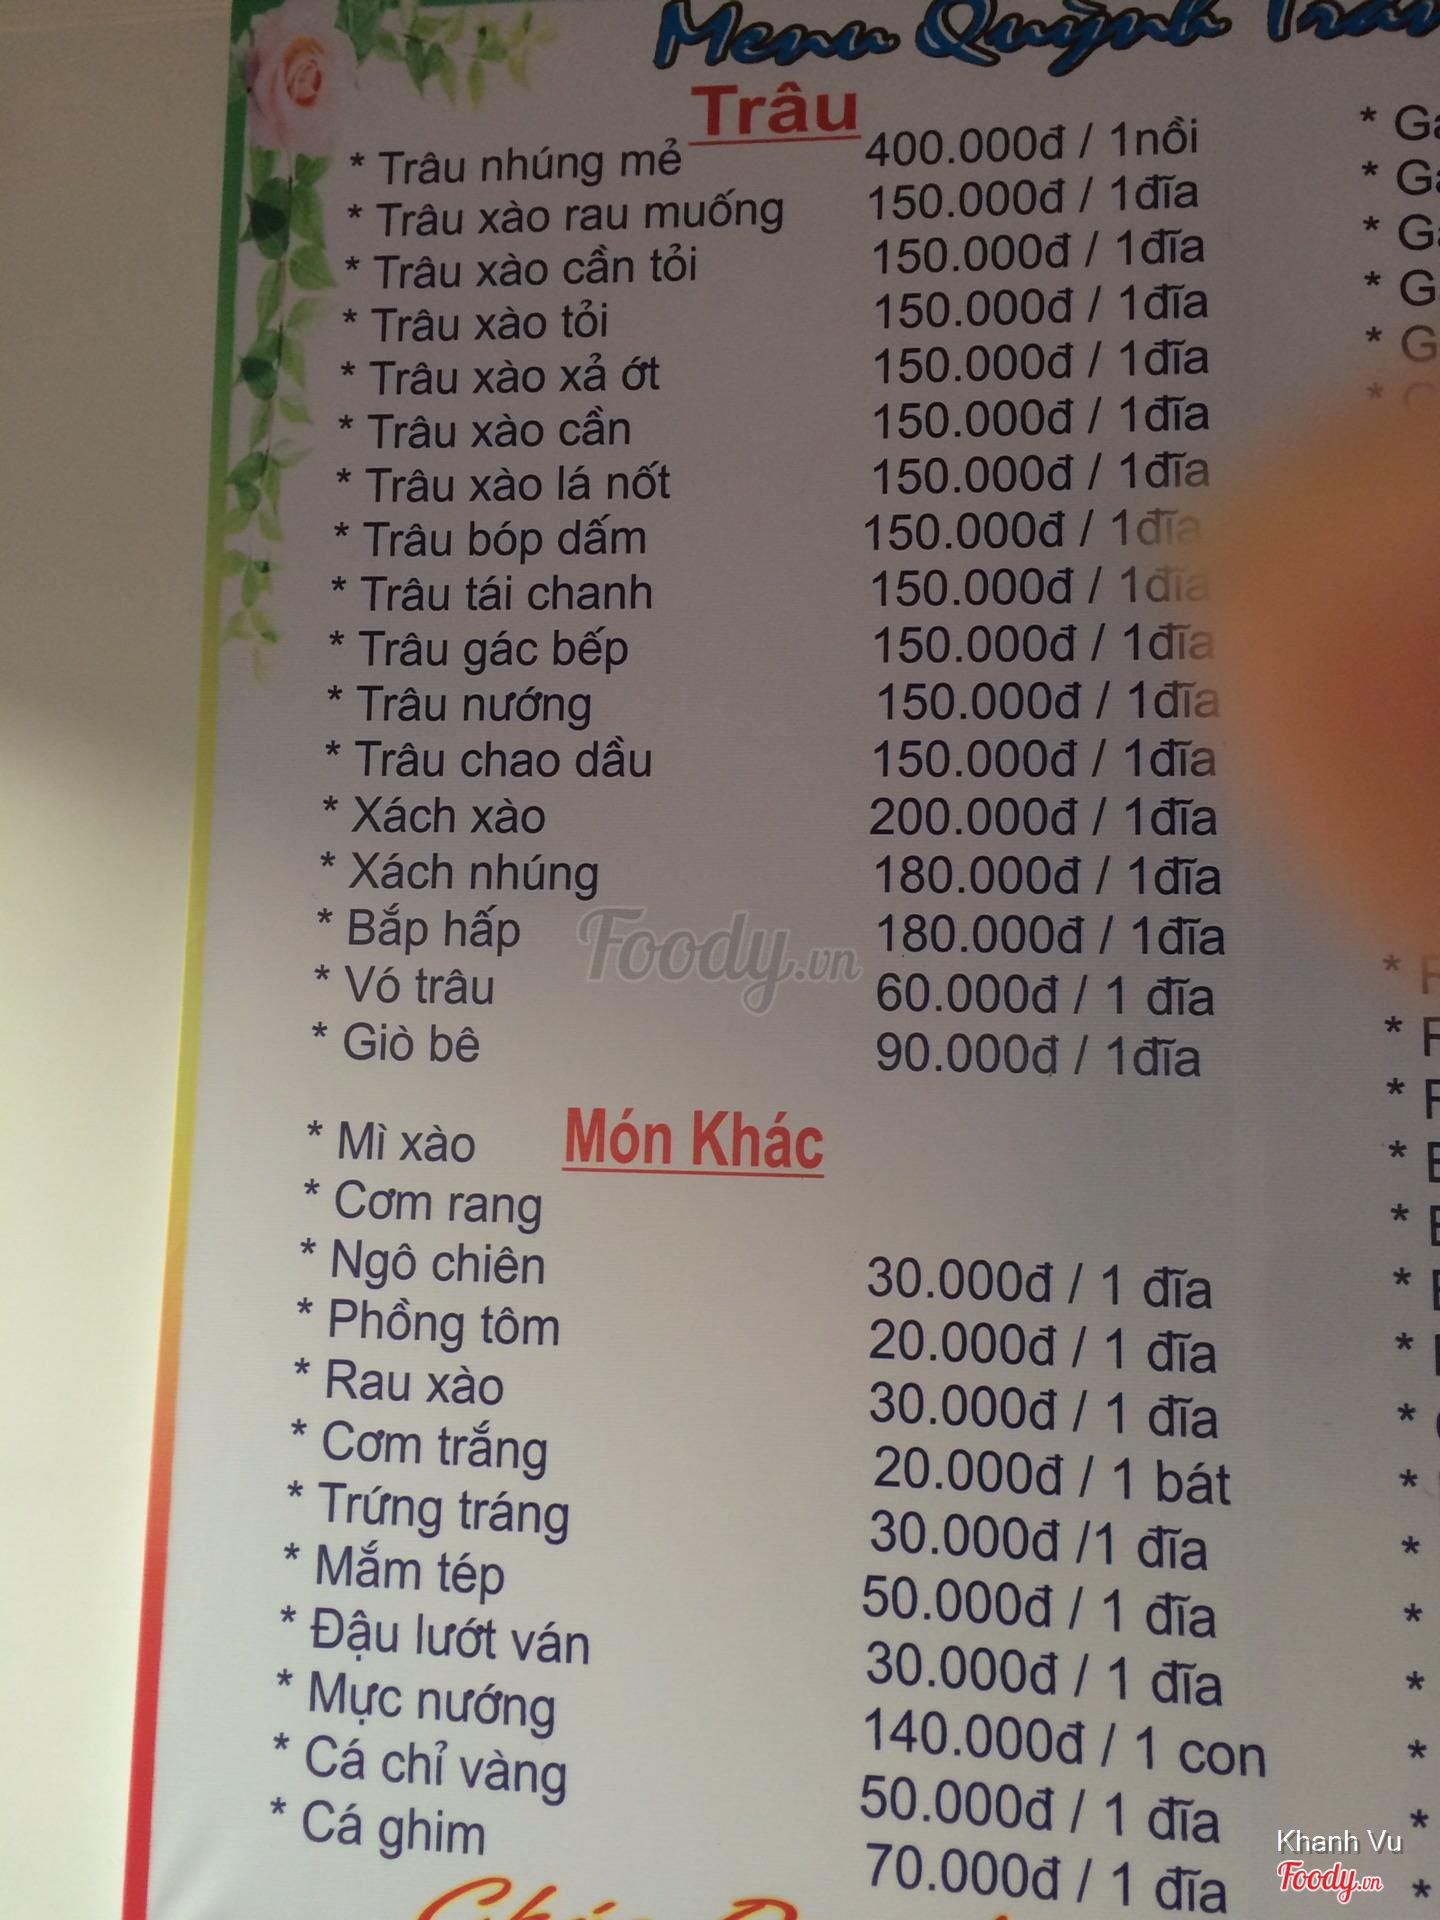 Menu Quỳnh
Trâu
* Trâu nhúng mẻ 400.000đ / 1nồi
* Trâu xào rau muống 150.000đ / 1đĩa
* Trâu xào cần tỏi 150.000đ / 1đĩa
* Trâu xào tỏi 150.000đ / 1đĩa
* Trâu xào xả ớt 150.000đ / 1đĩa
* Trâu xào cần 150.000đ / 1đĩa
* Trâu xào lá nốt 150.000đ / 1đĩa
* Trâu bóp dấm 150.000đ / 1đĩa
* Trâu tái chanh 150.000đ / 1đĩa
* Trâu gác bếp 150.000đ / 1đĩa
* Trâu nướng 150.000đ / 1đĩa
* Trâu chao dầu 150.000đ / 1đĩa
* Xách xào 200.000đ / 1đĩa
* Xách nhúng 180.000đ / 1đĩa
* Bắp hấp 180.000đ / 1đĩa
* Vó trâu 60.000đ / 1 đĩa
* Giò bê 90.000đ / 1đĩa
Foody.vn
Món Khác
* Mì xào
* Cơm rang
* Ngô chiên 30.000đ / 1 đĩa
* Phồng tôm 20.000đ / 1 đĩa
* Rau xào 30.000đ / 1 đĩa
* Cơm trắng 20.000đ / 1 bát
* Trứng tráng 30.000đ /1 đĩa
* Mắm tép 50.000đ / 1 đĩa
* Đậu lướt ván 30.000đ / 1 đĩa
* Mực nướng 140.000đ / 1 con
* Cá chỉ vàng 50.000đ / 1 đĩa
* Cá ghim 70.000đ / 1 đĩa
Khanh Vu
Foody.vn